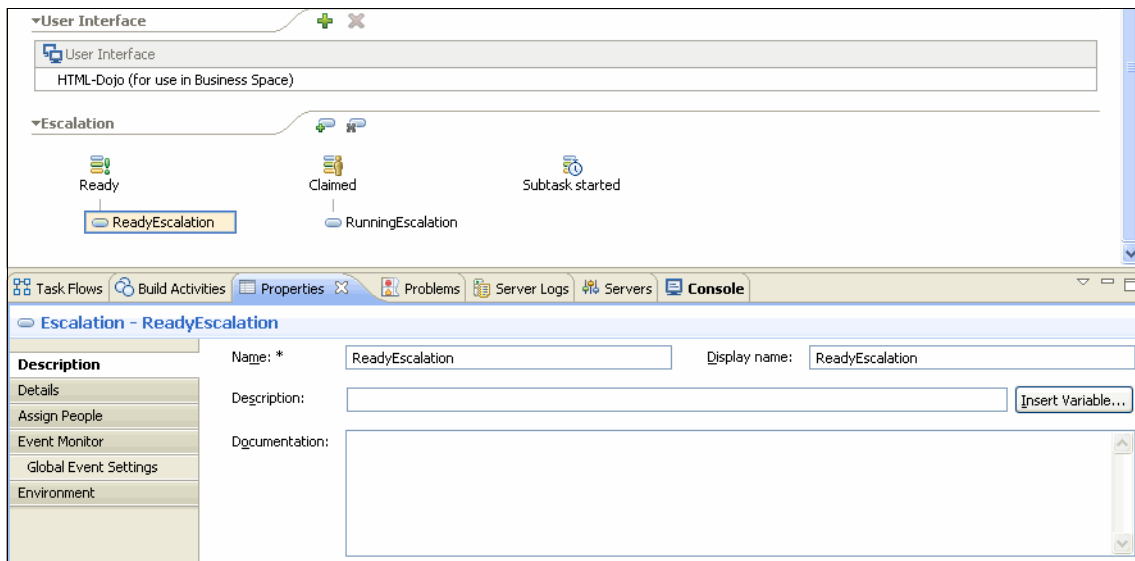 User Interface
User Interface
HTML-Dojo (for use in Business Space)
Escalation
Ready Claimed Subtask started
ReadyEscalation RunningEscalation
Task Flows Build Activities Properties Problems Server Logs Servers Console
Escalation - ReadyEscalation
Description
Name: * ReadyEscalation Display name: ReadyEscalation
Details
Description: Insert Variable...
Assign People
Event Monitor
Documentation:
Global Event Settings
Environment